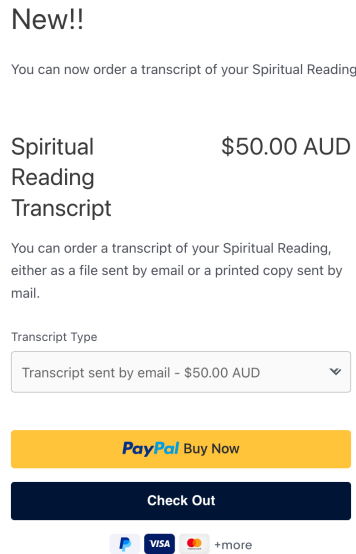 New!!
You can now order a transcript of your Spiritual Reading
Spiritual Reading Transcript
$50.00 AUD
You can order a transcript of your Spiritual Reading,
either as a file sent by email or a printed copy sent by
mail.
Transcript Type
Transcript sent by email - $50.00 AUD
PayPal Buy Now
Check Out
VISA
+more